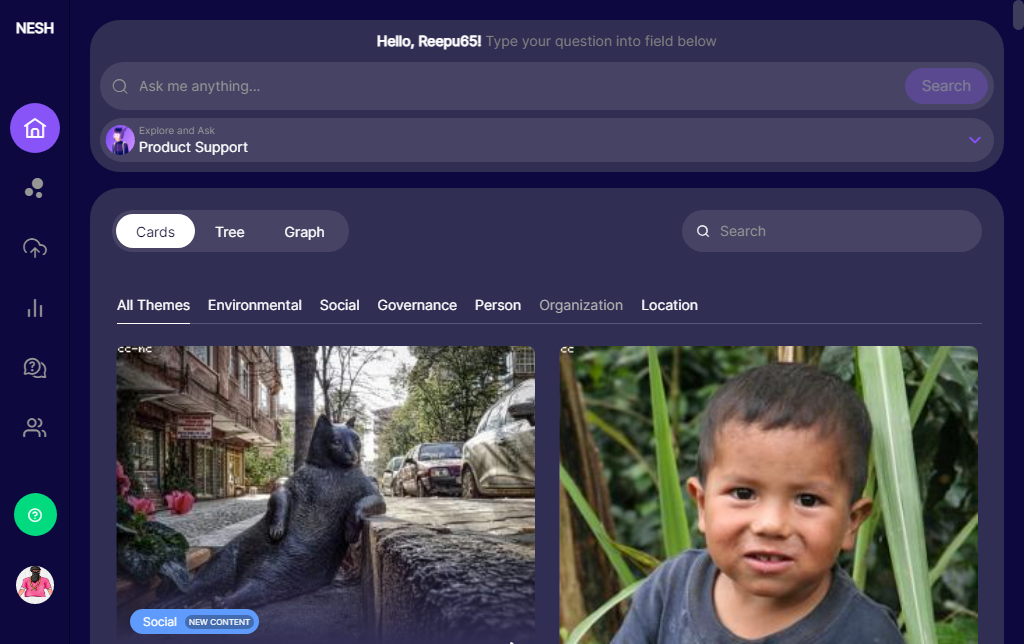 NESH
Hello, Reepu65! Type your question into field below
Ask me anything...
Search
Explore and Ask
Product Support
Cards
Tree
Graph
Search
All Themes
Environmental
Social
Governance
Person
Organization
Location
cc-nc
cc
Social
NEW CONTENT